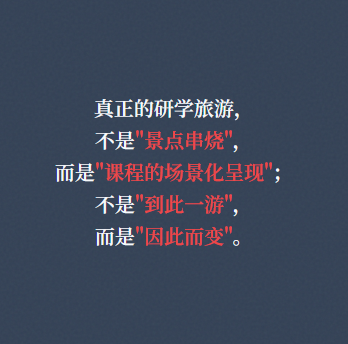 真正的研学旅游，
不是"景点串烧"，
而是"课程的场景化呈现"；
不是"到此一游"，
而是"因此而变"。